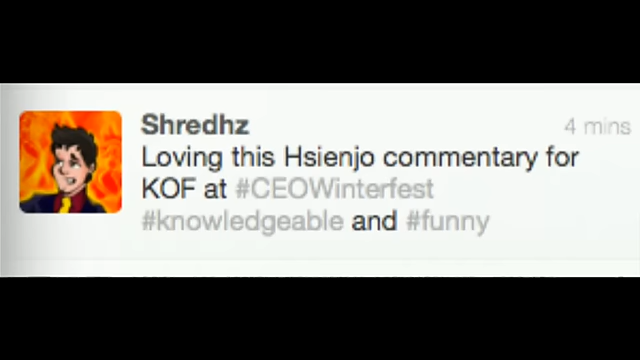 Shredhz
4 mins
Loving this Hsienjo commentary for
KOF at #CEOWinterfest
#knowledgeable and #funny